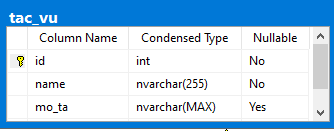 tac_vu
Column Name Condensed Type Nullable
id int No
name nvarchar(255) No
mo_ta nvarchar(MAX) Yes